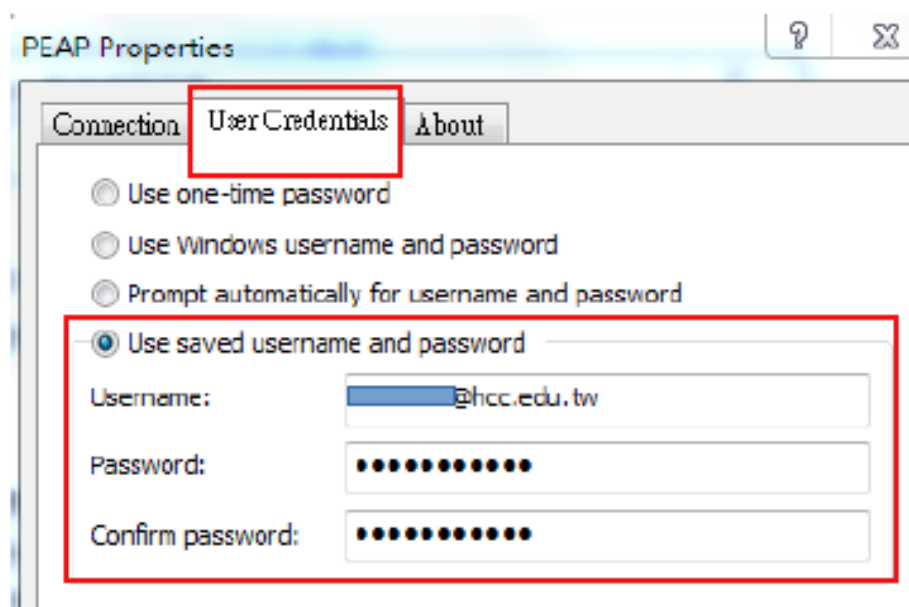 PEAP Properties
Connection User Credentials About
Use one-time password
Use Windows username and password
Prompt automatically for username and password
Use saved username and password
Username: @hcc.edu.tw
Password: •••••••••••
Confirm password: •••••••••••